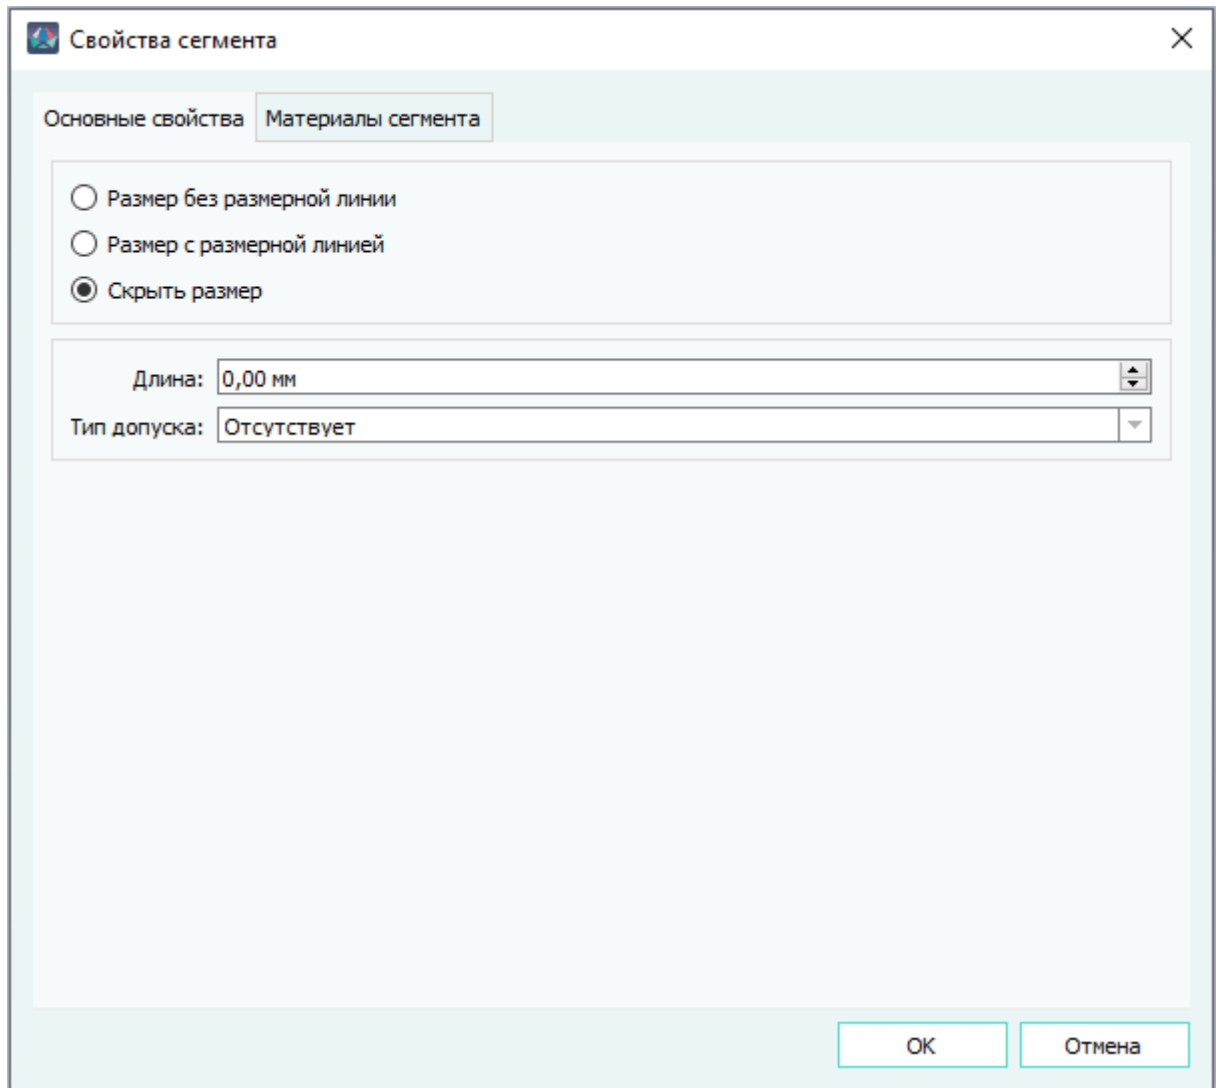 Свойства сегмента
Основные свойства Материалы сегмента
Размер без размерной линии
Размер с размерной линией
Скрыть размер
Длина: 0,00 мм
Тип допуска: Отсутствует
OK Отмена